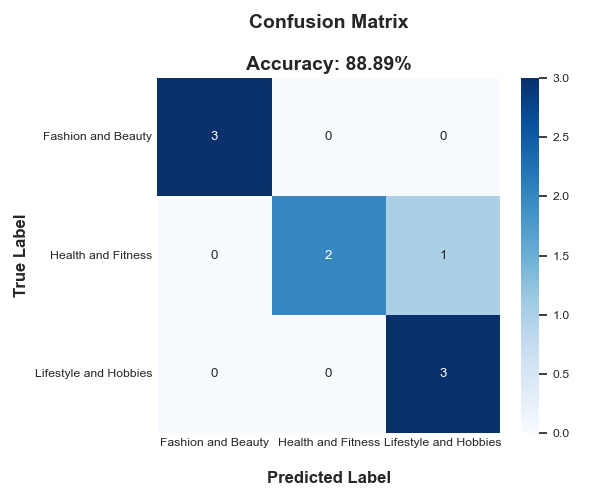 Confusion Matrix
Accuracy: 88.89%
True Label
Fashion and Beauty
3 0 0
Health and Fitness
0 2 1
Lifestyle and Hobbies
0 0 3
Fashion and Beauty Health and Fitness Lifestyle and Hobbies
Predicted Label
3.0
2.5
2.0
1.5
1.0
0.5
0.0